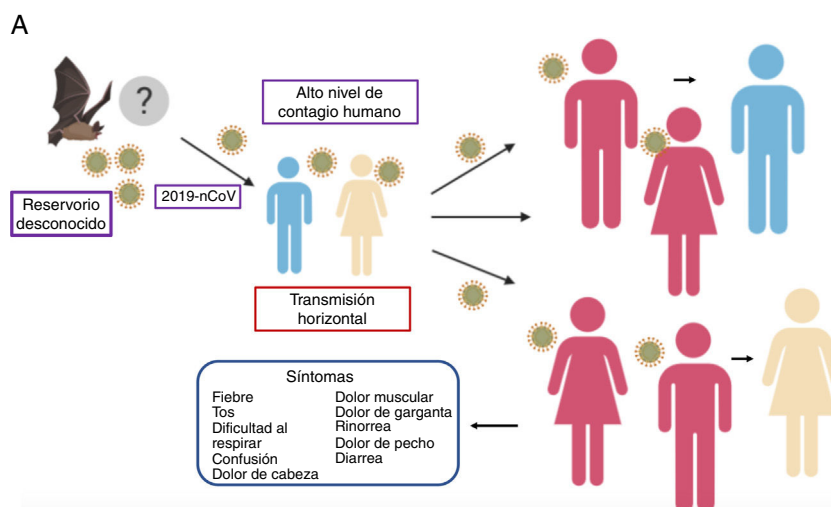 A
?
Alto nivel de
contagio humano
Reservorio
desconocido
2019-nCoV
Transmisión
horizontal
Síntomas
Fiebre
Tos
Dificultad al
respirar
Confusión
Dolor de cabeza
Dolor muscular
Dolor de garganta
Rinorrea
Dolor de pecho
Diarrea